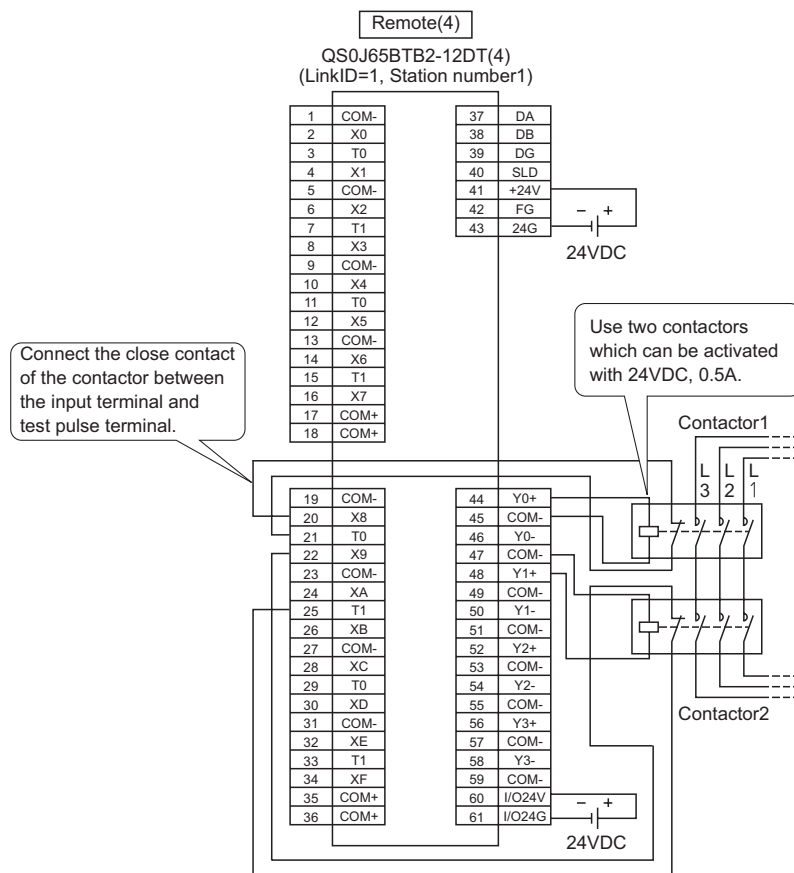 Remote(4)
QS0J65BTB2-12DT(4)
(LinkID=1, Station number1)
1 COM-
2 X0
3 T0
4 X1
5 COM-
6 X2
7 T1
8 X3
9 COM-
10 X4
11 T0
12 X5
13 COM-
14 X6
15 T1
16 X7
17 COM+
18 COM+
37 DA
38 DB
39 DG
40 SLD
41 +24V
42 FG
43 24G
− +
24VDC
Connect the close contact
of the contactor between
the input terminal and
test pulse terminal.
Use two contactors
which can be activated
with 24VDC, 0.5A.
Contactor1
L L L
3 2 1
19 COM-
20 X8
21 T0
22 X9
23 COM-
24 XA
25 T1
26 XB
27 COM-
28 XC
29 T0
30 XD
31 COM-
32 XE
33 T1
34 XF
35 COM+
36 COM+
44 Y0+
45 COM-
46 Y0-
47 COM-
48 Y1+
49 COM-
50 Y1-
51 COM-
52 Y2+
53 COM-
54 Y2-
55 COM-
56 Y3+
57 COM-
58 Y3-
59 COM-
60 I/O24V
61 I/O24G
Contactor2
− +
24VDC